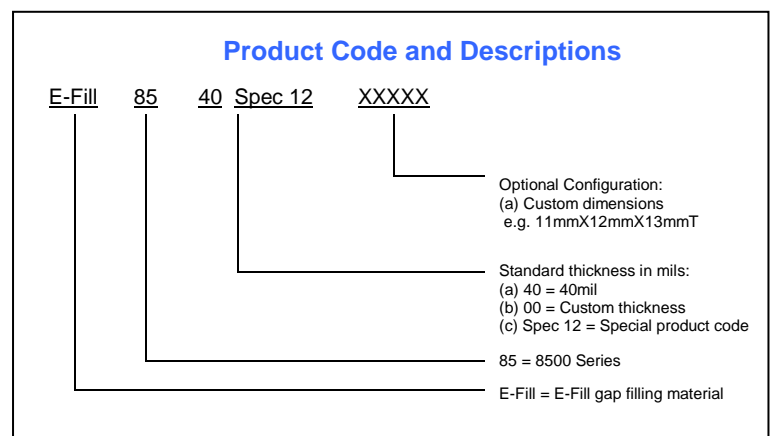 Product Code and Descriptions
E-Fill 85 40 Spec 12 XXXXX
Optional Configuration:
(a) Custom dimensions
e.g. 11mmX12mmX13mmT
Standard thickness in mils:
(a) 40 = 40mil
(b) 00 = Custom thickness
(c) Spec 12 = Special product code
85 = 8500 Series
E-Fill = E-Fill gap filling material